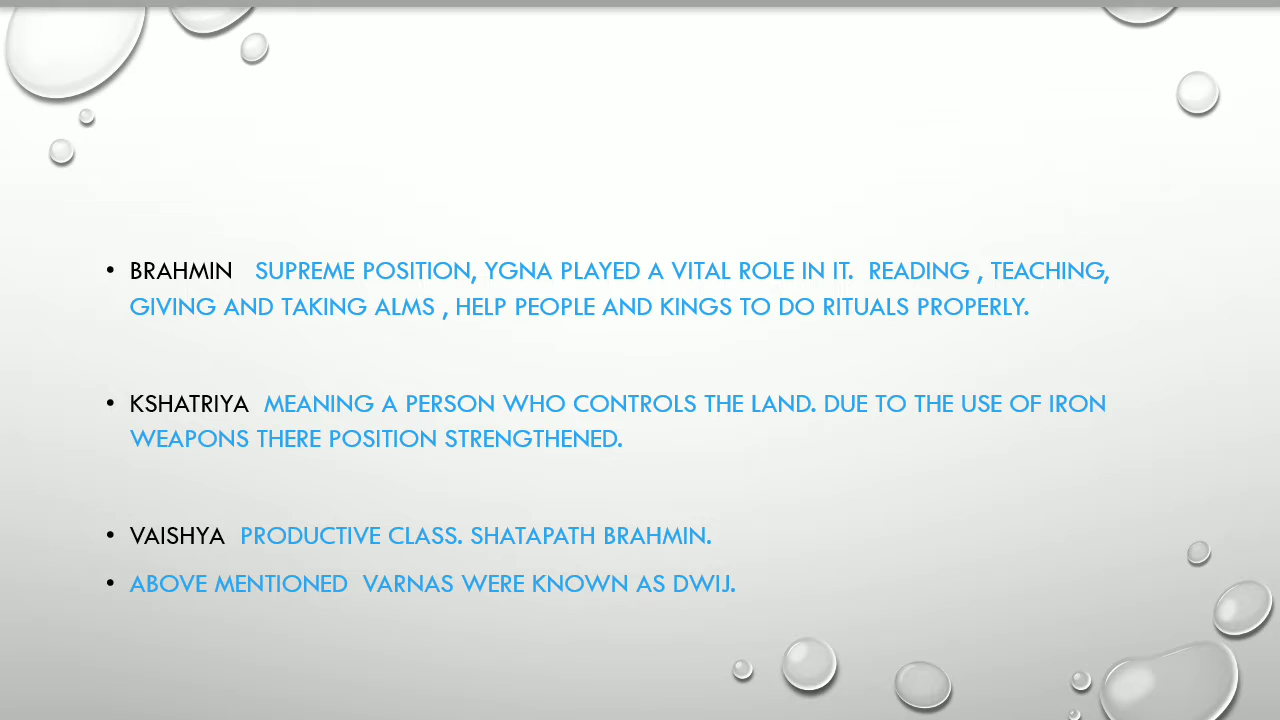 • BRAHMIN SUPREME POSITION, YGNA PLAYED A VITAL ROLE IN IT. READING , TEACHING,
GIVING AND TAKING ALMS , HELP PEOPLE AND KINGS TO DO RITUALS PROPERLY.
• KSHATRIYA MEANING A PERSON WHO CONTROLS THE LAND. DUE TO THE USE OF IRON
WEAPONS THERE POSITION STRENGTHENED.
• VAISHYA PRODUCTIVE CLASS. SHATAPATH BRAHMIN.
• ABOVE MENTIONED VARNAS WERE KNOWN AS DWIJ.